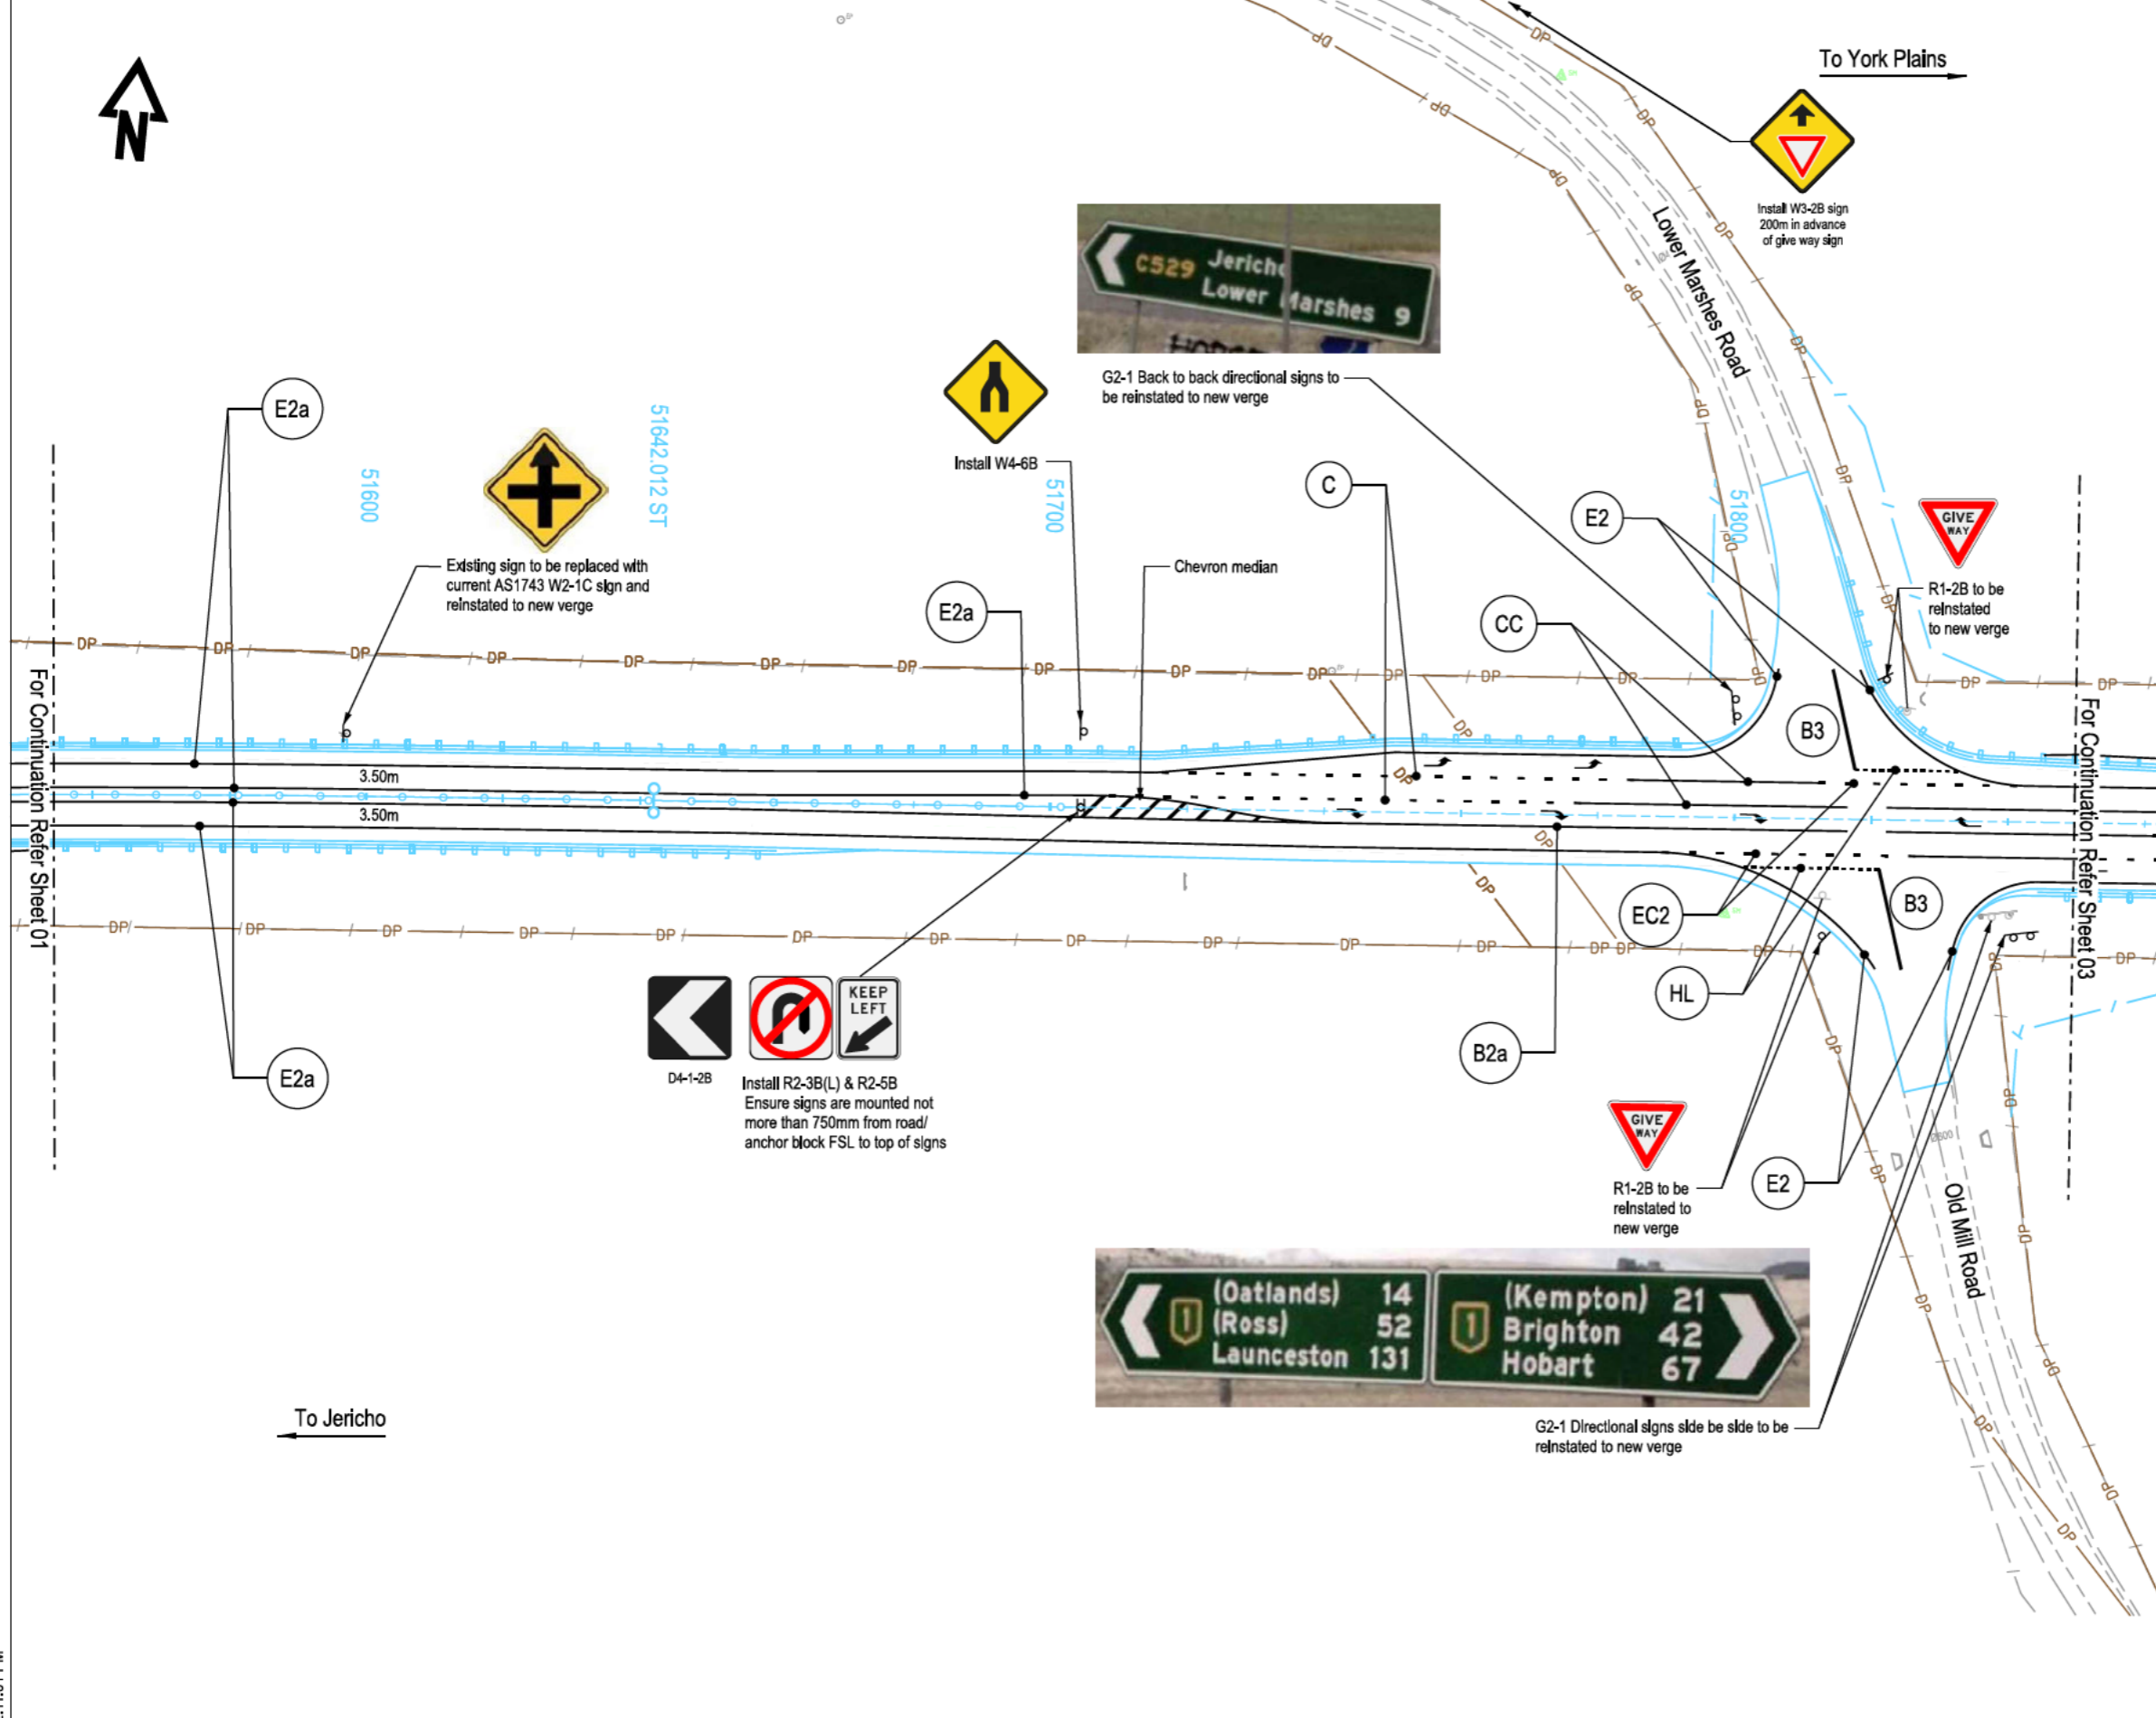 N
To York Plains
Install W3-2B sign
200m in advance
of give way sign
Lower Marshes Road
C529 Jericho
Lower Marshes 9
G2-1 Back to back directional signs to
be reinstated to new verge
E2a
51600
51642.012 ST
Existing sign to be replaced with
current AS1743 W2-1C sign and
reinstated to new verge
Install W4-6B
51700
C
E2
51800
GIVE
WAY
R1-2B to be
reinstated
to new verge
Chevron median
E2a
CC
B3
For Continuation Refer Sheet 01
For Continuation Refer Sheet 03
3.50m
3.50m
3.50
DP
EC2
B3
HL
B2a
E2a
D4-1-2B
KEEP
LEFT
Install R2-3B(L) & R2-5B
Ensure signs are mounted not
more than 750mm from road/
anchor block FSL to top of signs
GIVE
WAY
R1-2B to be
reinstated to
new verge
E2
Old Mill Road
1 (Oatlands) 14
(Ross) 52
Launceston 131
1 (Kempton) 21
Brighton 42
Hobart 67
G2-1 Directional signs side be side to be
reinstated to new verge
To Jericho